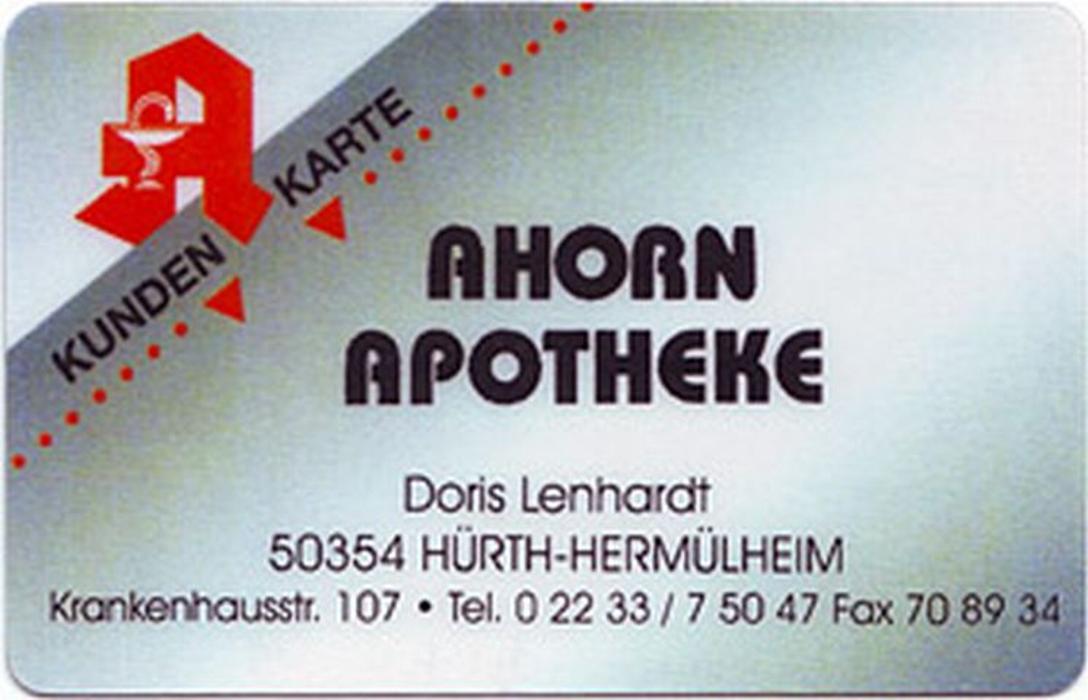 KUNDEN KARTE
AHORN
APOTHEKE
Doris Lenhardt
50354 HÜRTH-HERMÜLHEIM
Krankenhausstr. 107 • Tel. 0 22 33 / 7 50 47 Fax 70 89 34